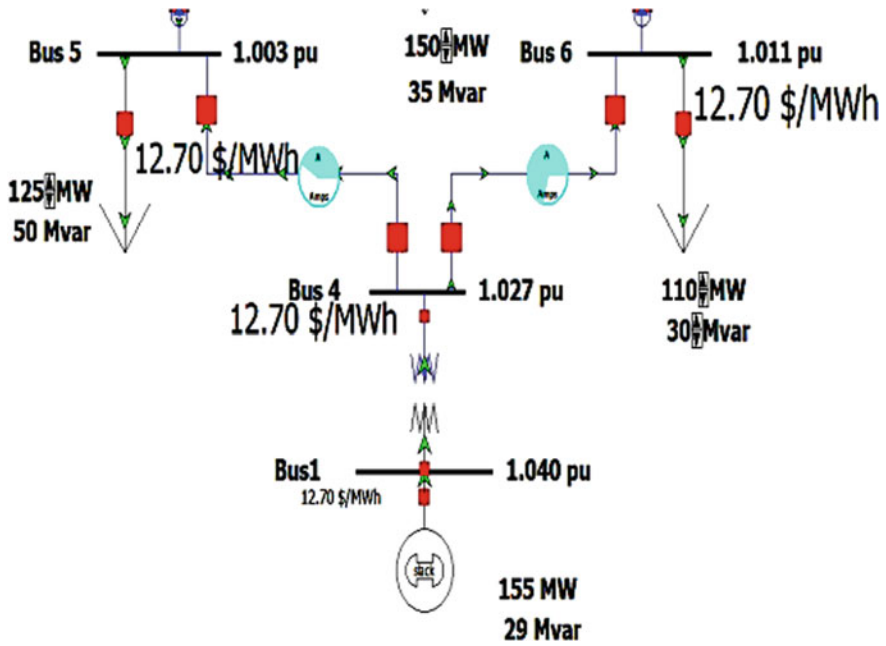 Bus 5 1.003 pu
150 MW
35 Mvar
Bus 6 1.011 pu
12.70 $/MWh
12.70 $/MWh
A
Amps
A
Amps
125 MW
50 Mvar
Bus 4 1.027 pu
12.70 $/MWh
110 MW
30 Mvar
Bus1 1.040 pu
12.70 $/MWh
slack
155 MW
29 Mvar